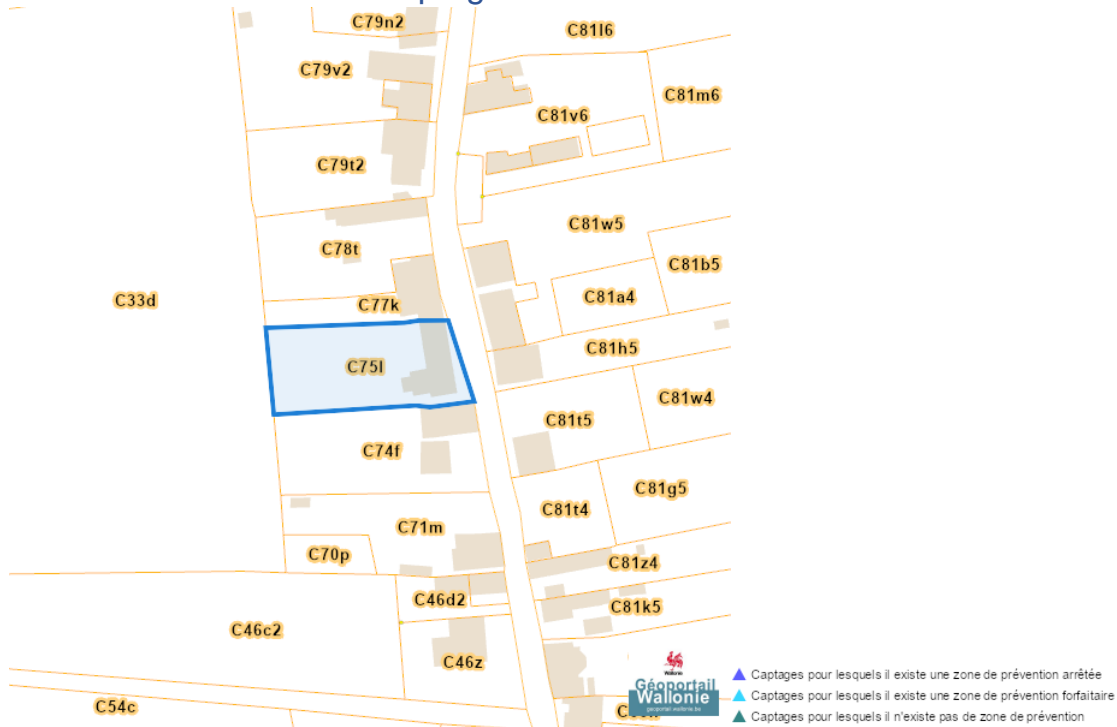 C79n2
C81l6
C79v2
C81m6
C81v6
C79t2
C81w5
C78t
C81b5
C33d
C81a4
C77k
C81h5
C75l
C81w4
C81t5
C74f
C81g5
C81t4
C71m
C70p
C81z4
C46d2
C81k5
C46c2
C46z
C54c
Wallonie
Géoportail
Wallonie
geoportail.wallonie.be
Captages pour lesquels il existe une zone de prévention arrêtée
Captages pour lesquels il existe une zone de prévention forfaitaire
Captages pour lesquels il n'existe pas de zone de prévention